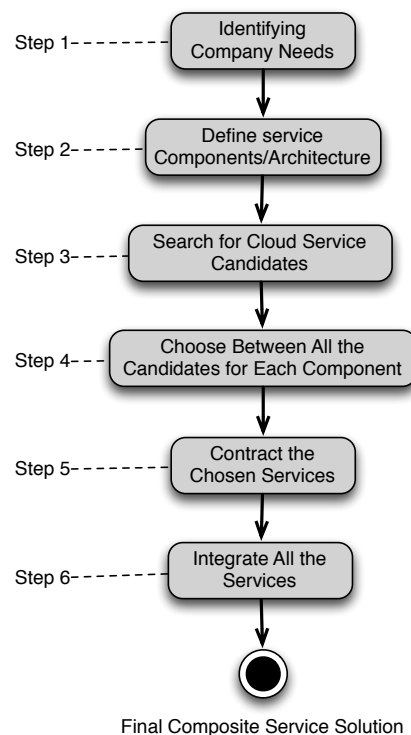 Step 1
Identifying
Company Needs
Step 2
Define service
Components/Architecture
Step 3
Search for Cloud Service
Candidates
Step 4
Choose Between All the
Candidates for Each Component
Step 5
Contract the
Chosen Services
Step 6
Integrate All the
Services
Final Composite Service Solution